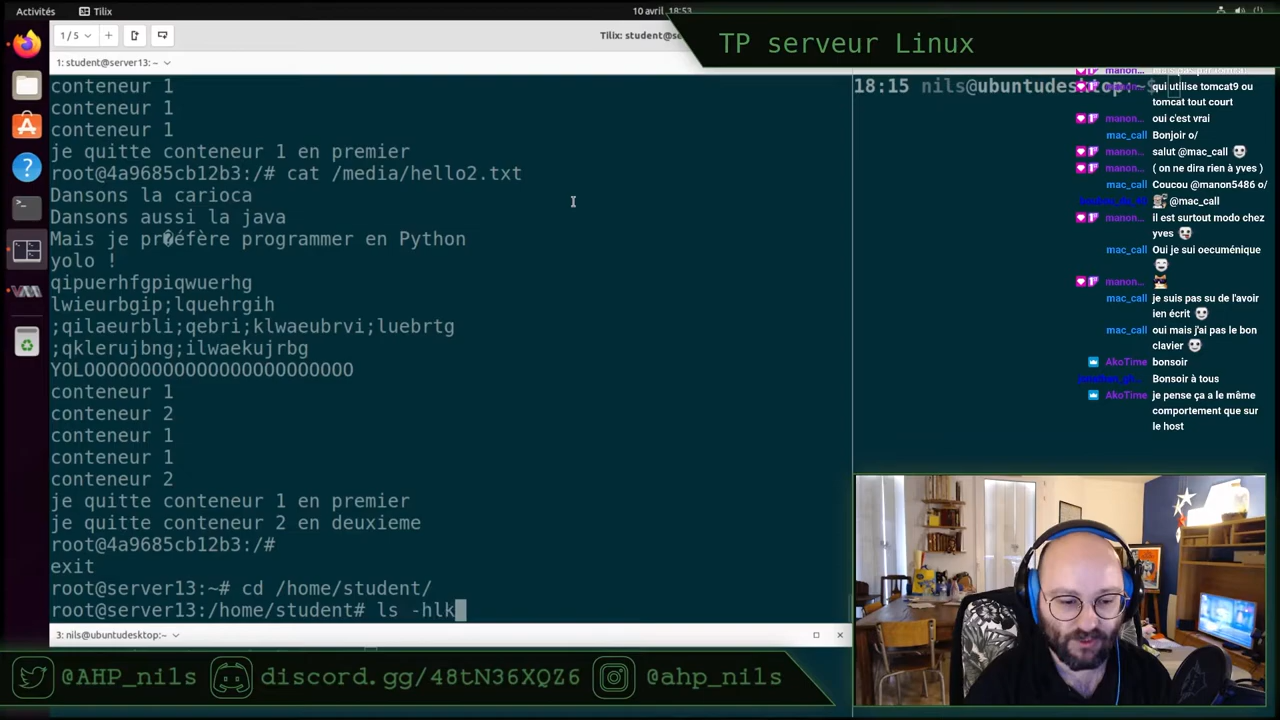 Activités
Tilix
10 avril 18:53
1 / 5
Tilix: student@se
TP serveur Linux
1: student@server13: ~
conteneur 1
conteneur 1
conteneur 1
je quitte conteneur 1 en premier
root@4a9685cb12b3:/# cat /media/hello2.txt
Dansons la carioca
Dansons aussi la java
Mais je pr�éfère programmer en Python
yolo !
qipuerhfgpiqwuerhg
lwieurbgip;lquehrgih
;qilaeurbli;qebri;klwaeubrvi;luebrtg
;qklerujbng;ilwaekujrbg
YOLOOOOOOOOOOOOOOOOOOOOOOOO
conteneur 1
conteneur 2
conteneur 1
conteneur 1
conteneur 2
je quitte conteneur 1 en premier
je quitte conteneur 2 en deuxieme
root@4a9685cb12b3:/#
exit
root@server13:~# cd /home/student/
root@server13:/home/student# ls -hlk
3: nils@ubuntudesktop:~
18:15 nils@ubuntudesktop:~$
manon...
manon... qui utilise tomcat9 ou
tomcat tout court
manon... oui c'est vrai
mac_call Bonjoir o/
manon... salut @mac_call
manon... ( on ne dira rien à yves )
mac_call Coucou @manon5486 o/
@mac_call
manon... il est surtout modo chez
yves
mac_call Oui je sui oecuménique
manon...
mac_call je suis pas su de l'avoir
ien écrit
mac_call oui mais j'ai pas le bon
clavier
AkoTime bonsoir
Bonsoir à tous
AkoTime je pense ça a le même
comportement que sur
le host
@AHP_nils
discord.gg/48tN36XQZ6
@ahp_nils